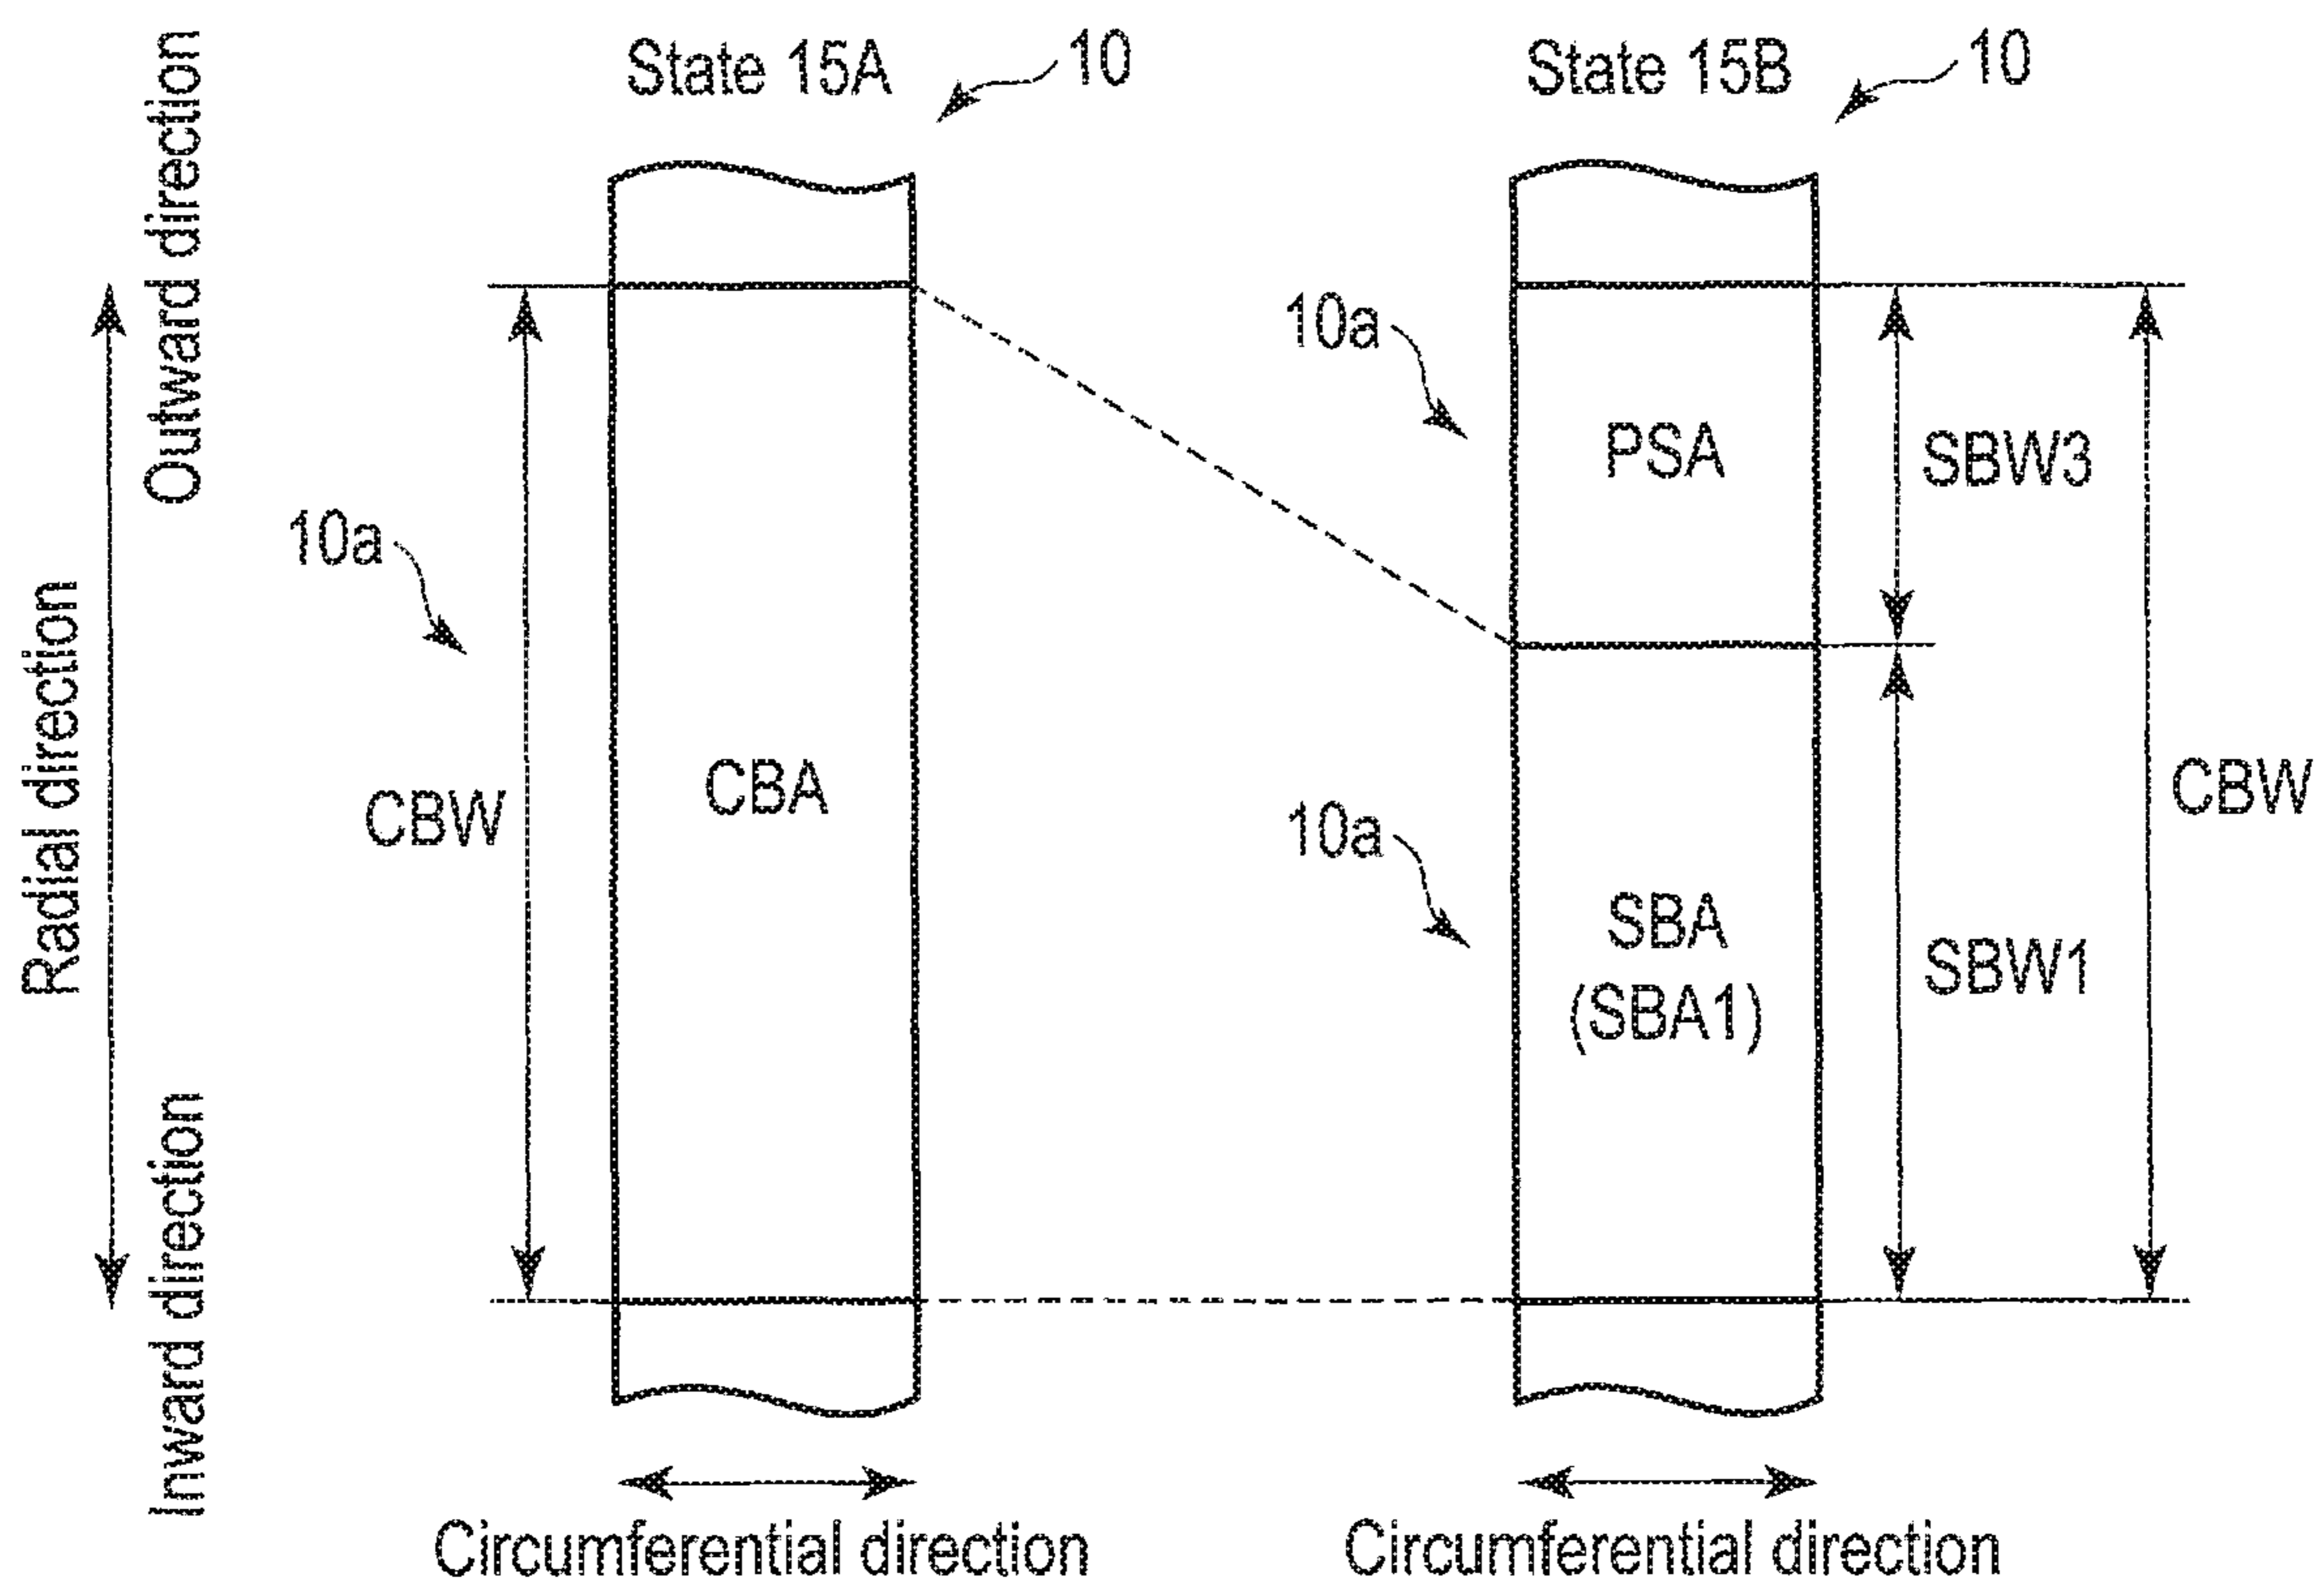 State 15A
10
State 15B
10
Outward direction
Radial direction
Inward direction
10a
CBW
CBA
10a
PSA
SBW3
10a
SBA
(SBA1)
SBW1
CBW
Circumferential direction
Circumferential direction